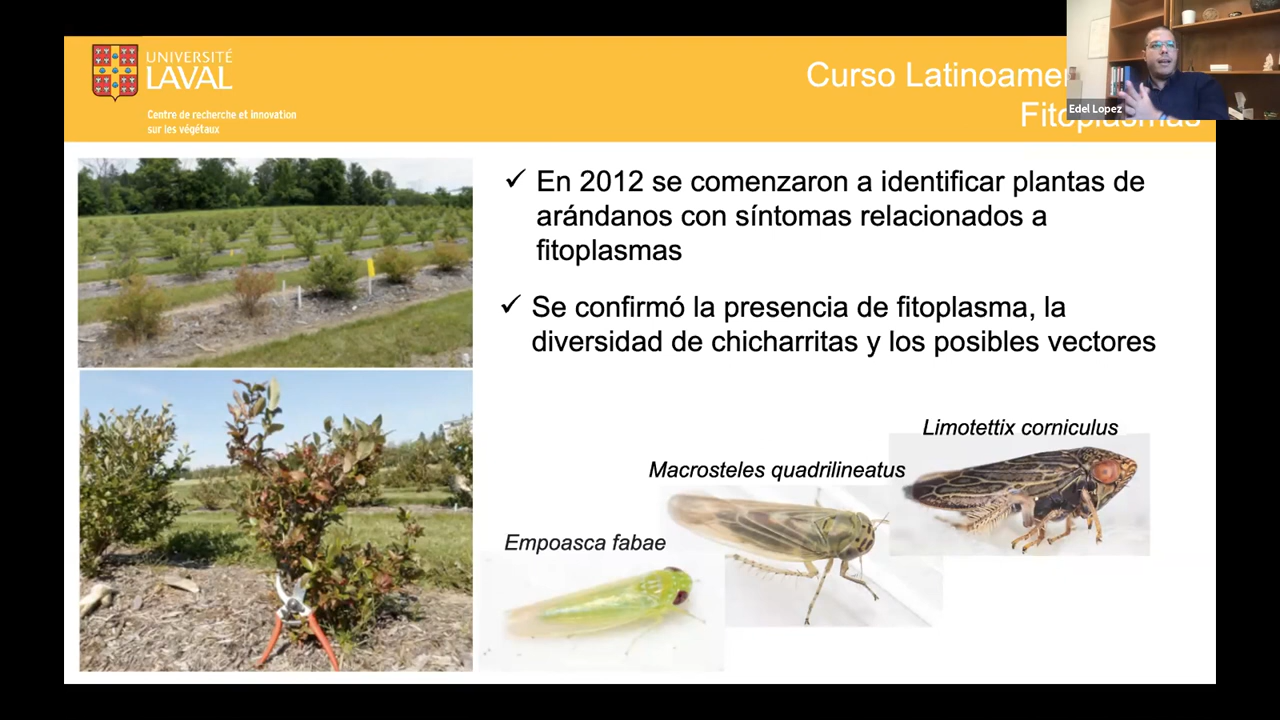 UNIVERSITÉ
LAVAL
Centre de recherche et innovation
sur les végétaux
Curso Latinoamer
Fitoplasmas
Edel Lopez
✓ En 2012 se comenzaron a identificar plantas de
arándanos con síntomas relacionados a
fitoplasmas
✓ Se confirmó la presencia de fitoplasma, la
diversidad de chicharritas y los posibles vectores
Limotettix corniculus
Macrosteles quadrilineatus
Empoasca fabae